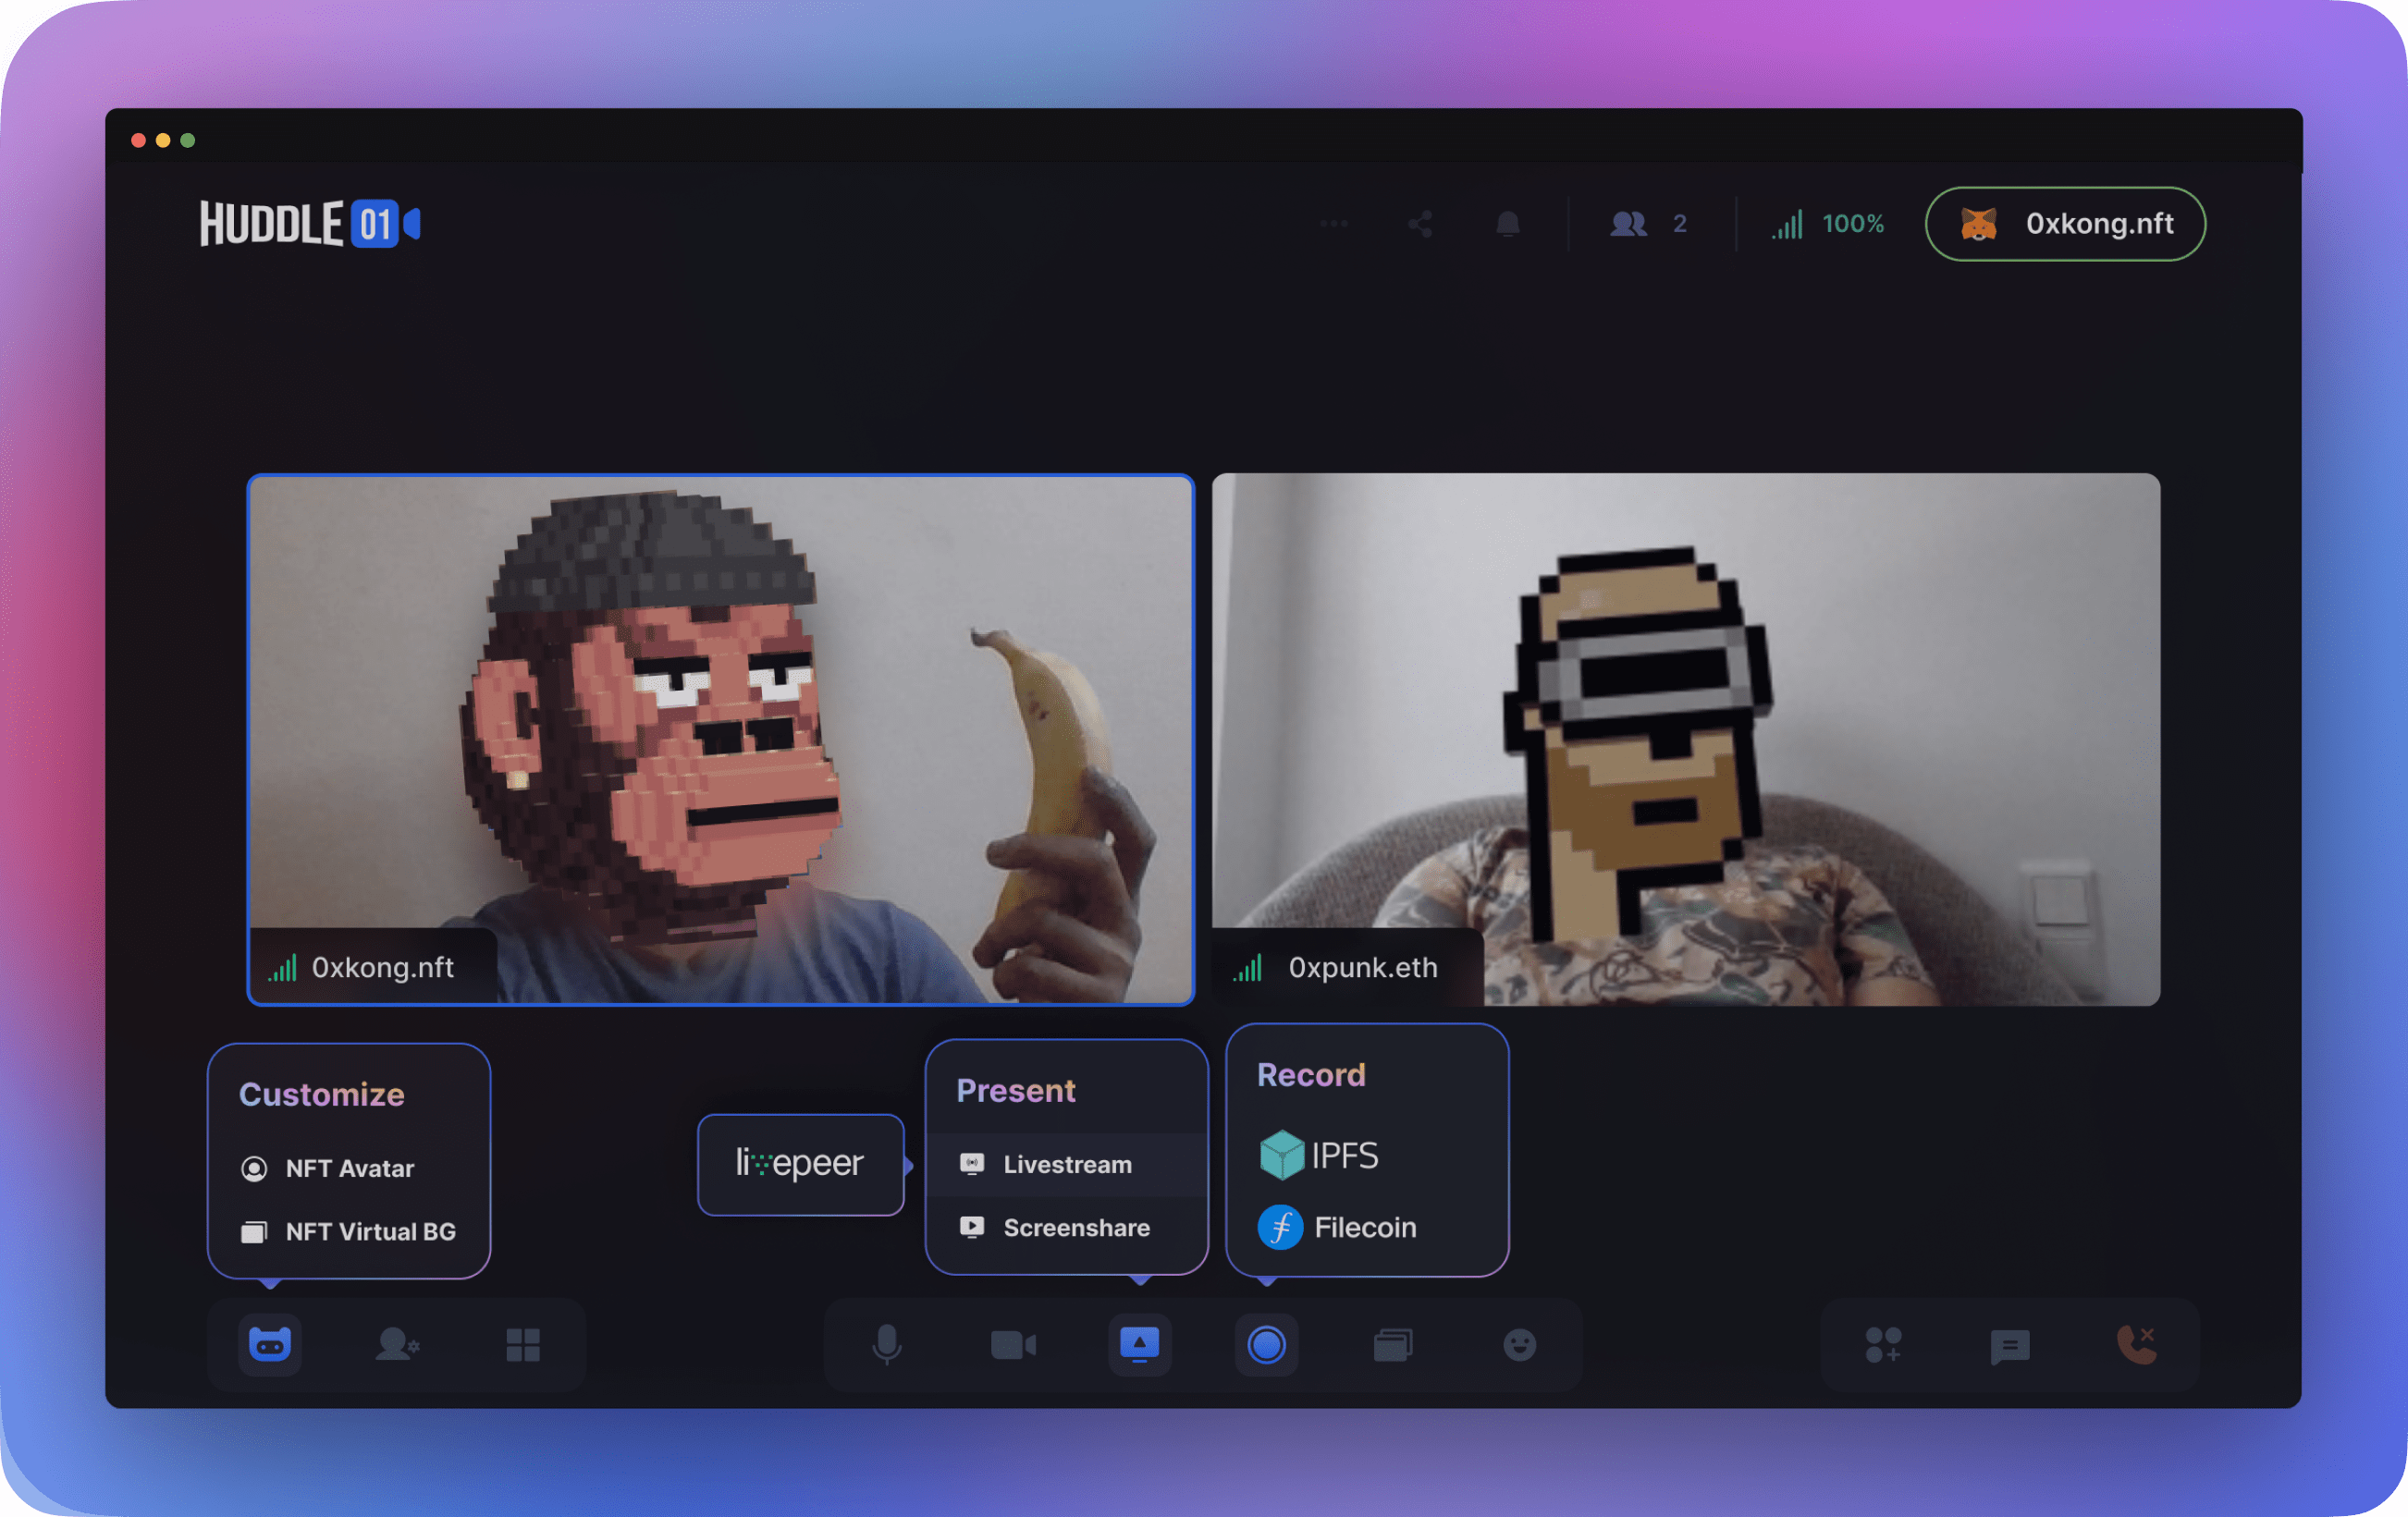 HUDDLE 01
2
100%
0xkong.nft
0xkong.nft
0xpunk.eth
Customize
NFT Avatar
NFT Virtual BG
livepeer
Present
Livestream
Screenshare
Record
IPFS
Filecoin